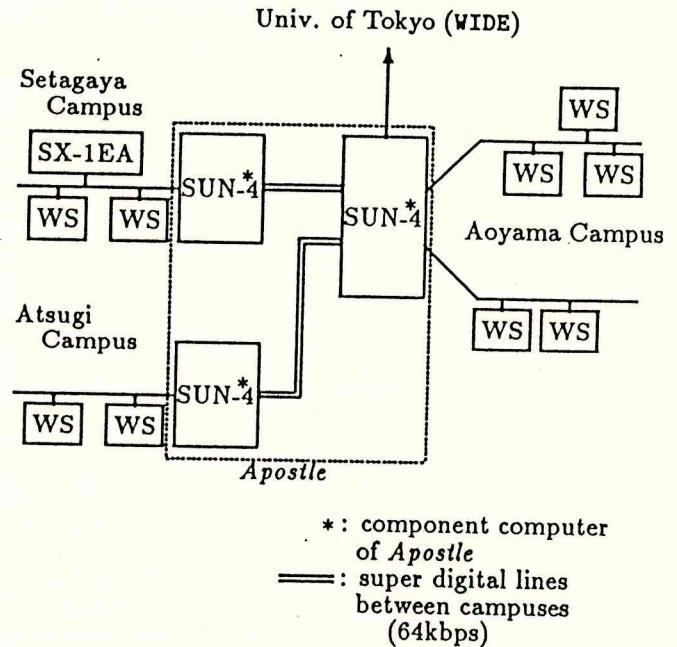 Univ. of Tokyo (WIDE)
Setagaya
Campus
SX-1EA
WS
WS
SUN-4*
SUN-4*
WS
WS
WS
Aoyama Campus
WS
WS
Atsugi
Campus
SUN-4*
WS
WS
Apostle
*: component computer
of Apostle
: super digital lines
between campuses
(64kbps)